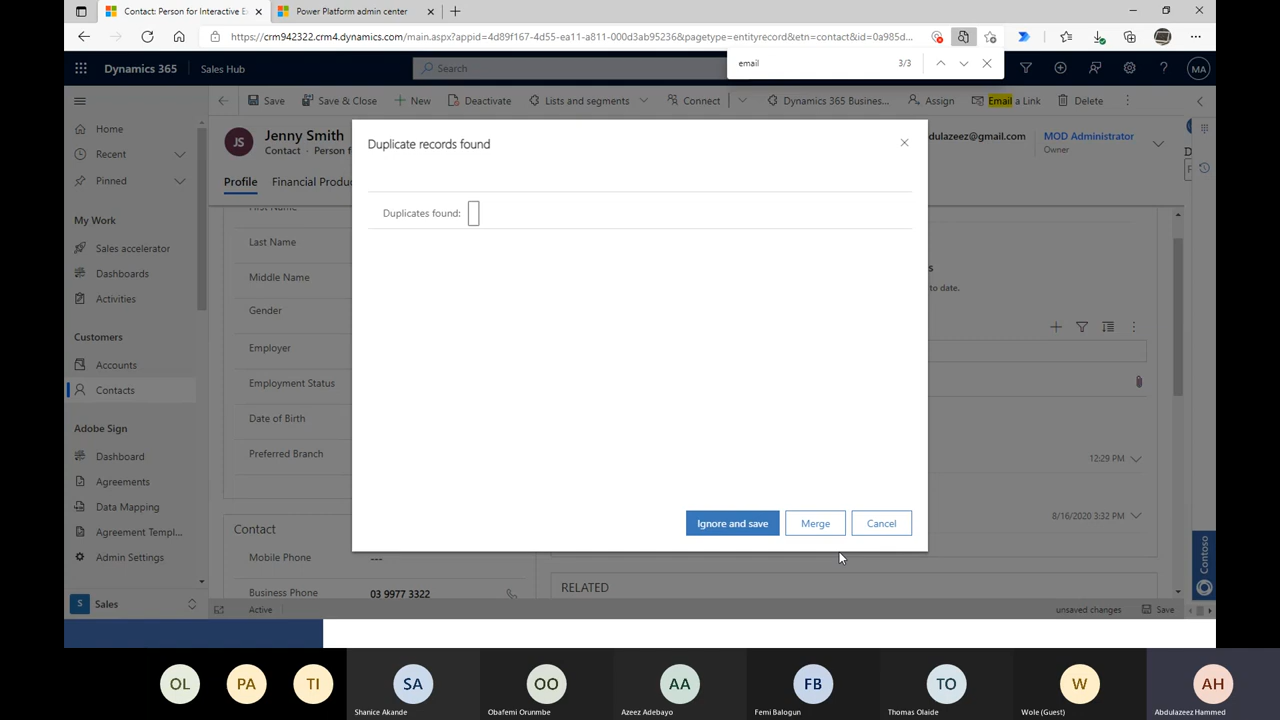 Contact: Person for Interactive E
Power Platform admin center
https://crm942322.crm4.dynamics.com/main.aspx?appid=4d89f167-4d55-ea11-a811-000d3ab95236&pagetype=entityrecord&etn=contact&id=0a985d...
email
3/3
Dynamics 365
Sales Hub
Search
MA
Save
Save & Close
New
Deactivate
Lists and segments
Connect
Dynamics 365 Busines...
Assign
Email a Link
Delete
Home
Recent
Pinned
My Work
Sales accelerator
Dashboards
Activities
Customers
Accounts
Contacts
Adobe Sign
Dashboard
Agreements
Data Mapping
Agreement Templ...
Admin Settings
S
Sales
JS
Jenny Smith
Contact · Person f
dulazeez@gmail.com
MOD Administrator
Owner
Profile
Financial Produc
First Name
Last Name
Middle Name
Gender
Employer
Employment Status
Date of Birth
Preferred Branch
Contact
Mobile Phone
---
Business Phone
03 9977 3322
Duplicate records found
Duplicates found:
Ignore and save
Merge
Cancel
s
to date.
12:29 PM
8/16/2020 3:32 PM
RELATED
Contoso
Active
unsaved changes
Save
OL
PA
TI
SA
Shanice Akande
OO
Obafemi Orunmbe
AA
Azeez Adebayo
FB
Femi Balogun
TO
Thomas Olaide
W
Wole (Guest)
AH
Abdulazeez Hammed